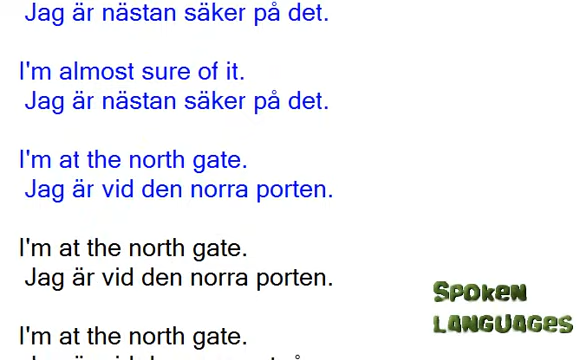 Jag är nästan säker på det.
I'm almost sure of it.
Jag är nästan säker på det.
I'm at the north gate.
Jag är vid den norra porten.
I'm at the north gate.
Jag är vid den norra porten.
I'm at the north gate.
Spoken
Languages